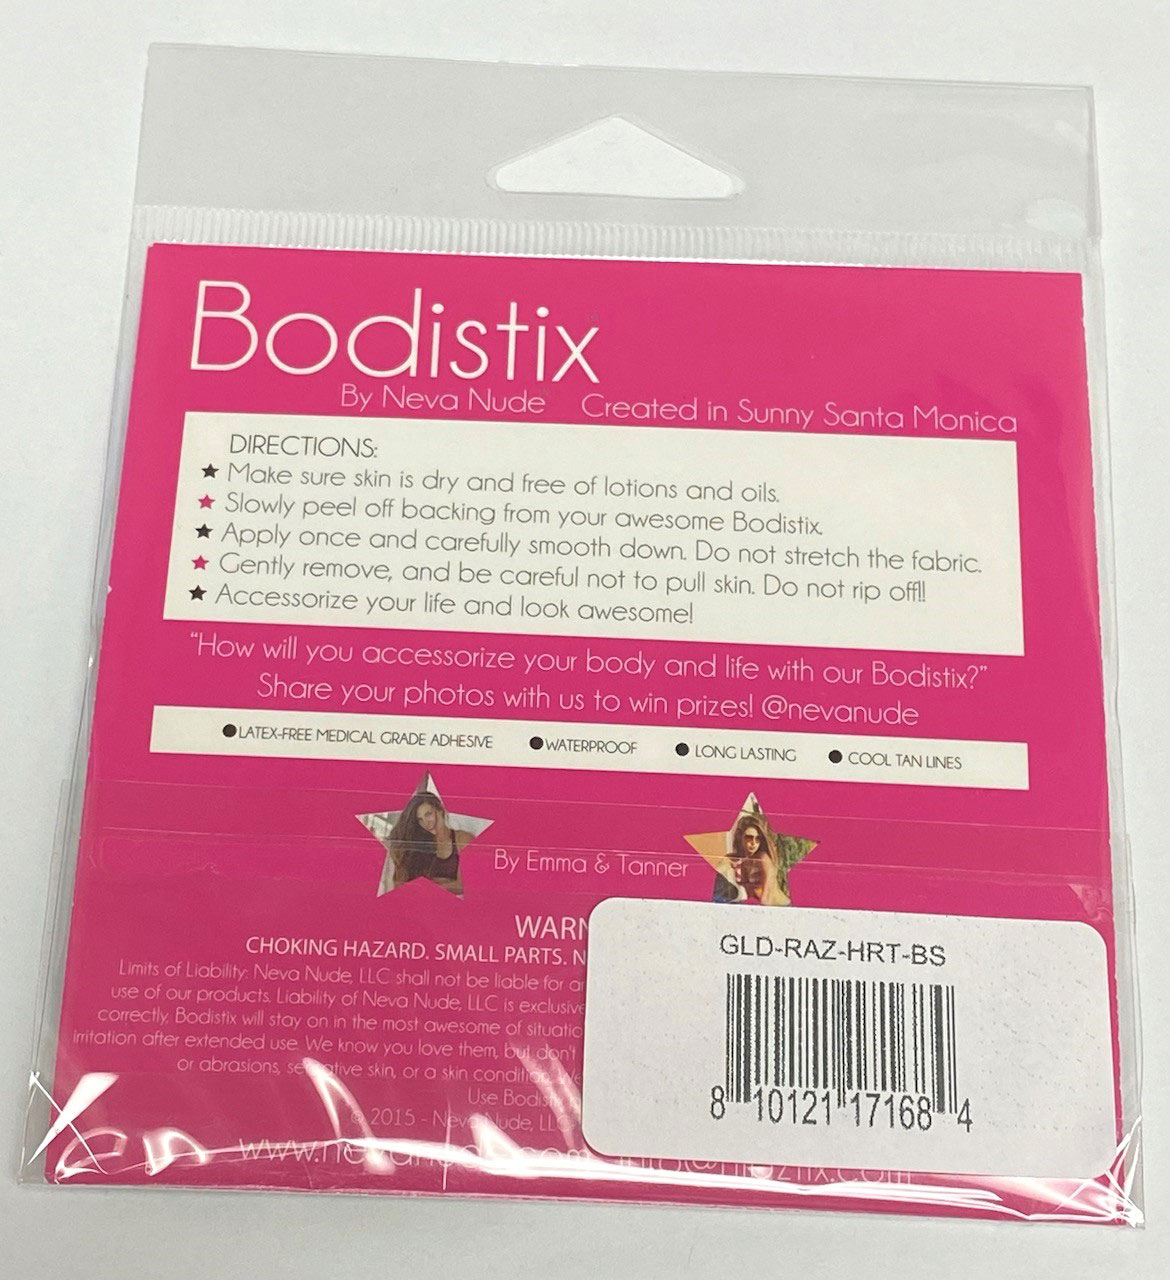 Bodistix
By Neva Nude Created in Sunny Santa Monica
DIRECTIONS:
★ Make sure skin is dry and free of lotions and oils.
★ Slowly peel off backing from your awesome Bodistix.
★ Apply once and carefully smooth down. Do not stretch the fabric.
★ Gently remove, and be careful not to pull skin. Do not rip off!!
★ Accessorize your life and look awesome!
“How will you accessorize your body and life with our Bodistix?”
Share your photos with us to win prizes! @nevanude
●LATEX-FREE MEDICAL GRADE ADHESIVE ●WATERPROOF ● LONG LASTING ● COOL TAN LINES
By Emma & Tanner
CHOKING HAZARD. SMALL PARTS.
Limits of Liability: Neva Nude, LLC shall not be liable for
use of our products. Liability of Neva Nude, LLC is
correctly, Bodistix will stay on in the most awesome of
irritation after extended use. We know you love them, but don't
or abrasions, skin, or a skin
Use
© 2015 - Neva Nude, LLC
GLD-RAZ-HRT-BS
8 10121 17168 4